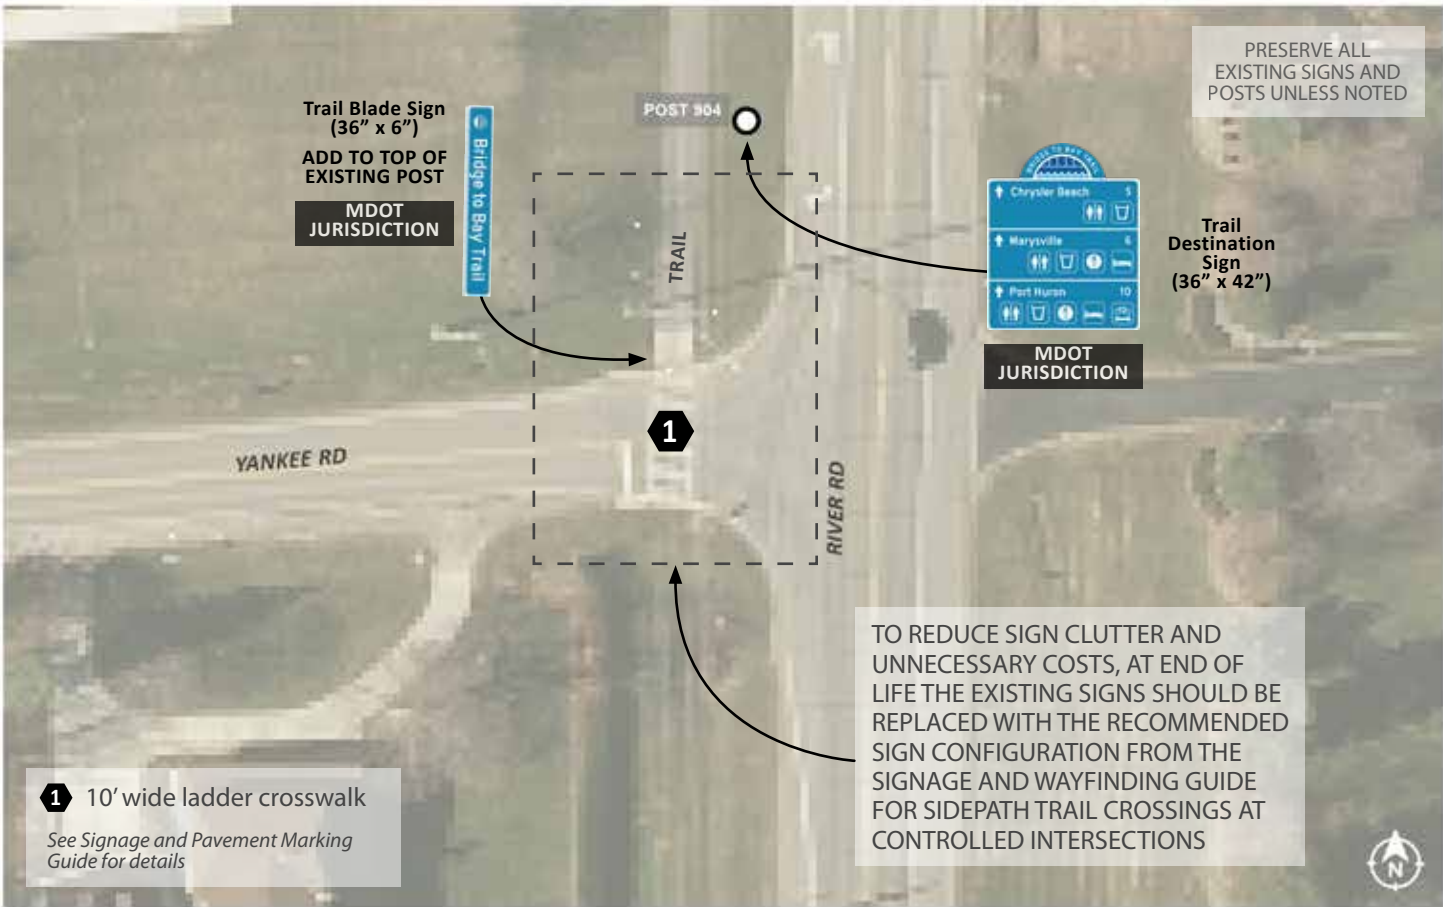 PRESERVE ALL
EXISTING SIGNS AND
POSTS UNLESS NOTED
Trail Blade Sign
(36” x 6”)
ADD TO TOP OF
EXISTING POST
MDOT
JURISDICTION
Bridge to Bay Trail
POST 904
BRIDGE TO BAY TRAIL
Chrysler Beach 5
Marysville 6
Port Huron 10
Trail
Destination
Sign
(36” x 42”)
MDOT
JURISDICTION
TRAIL
1
YANKEE RD
RIVER RD
TO REDUCE SIGN CLUTTER AND
UNNECESSARY COSTS, AT END OF
LIFE THE EXISTING SIGNS SHOULD BE
REPLACED WITH THE RECOMMENDED
SIGN CONFIGURATION FROM THE
SIGNAGE AND WAYFINDING GUIDE
FOR SIDEPATH TRAIL CROSSINGS AT
CONTROLLED INTERSECTIONS
1 10’ wide ladder crosswalk
See Signage and Pavement Marking
Guide for details
N